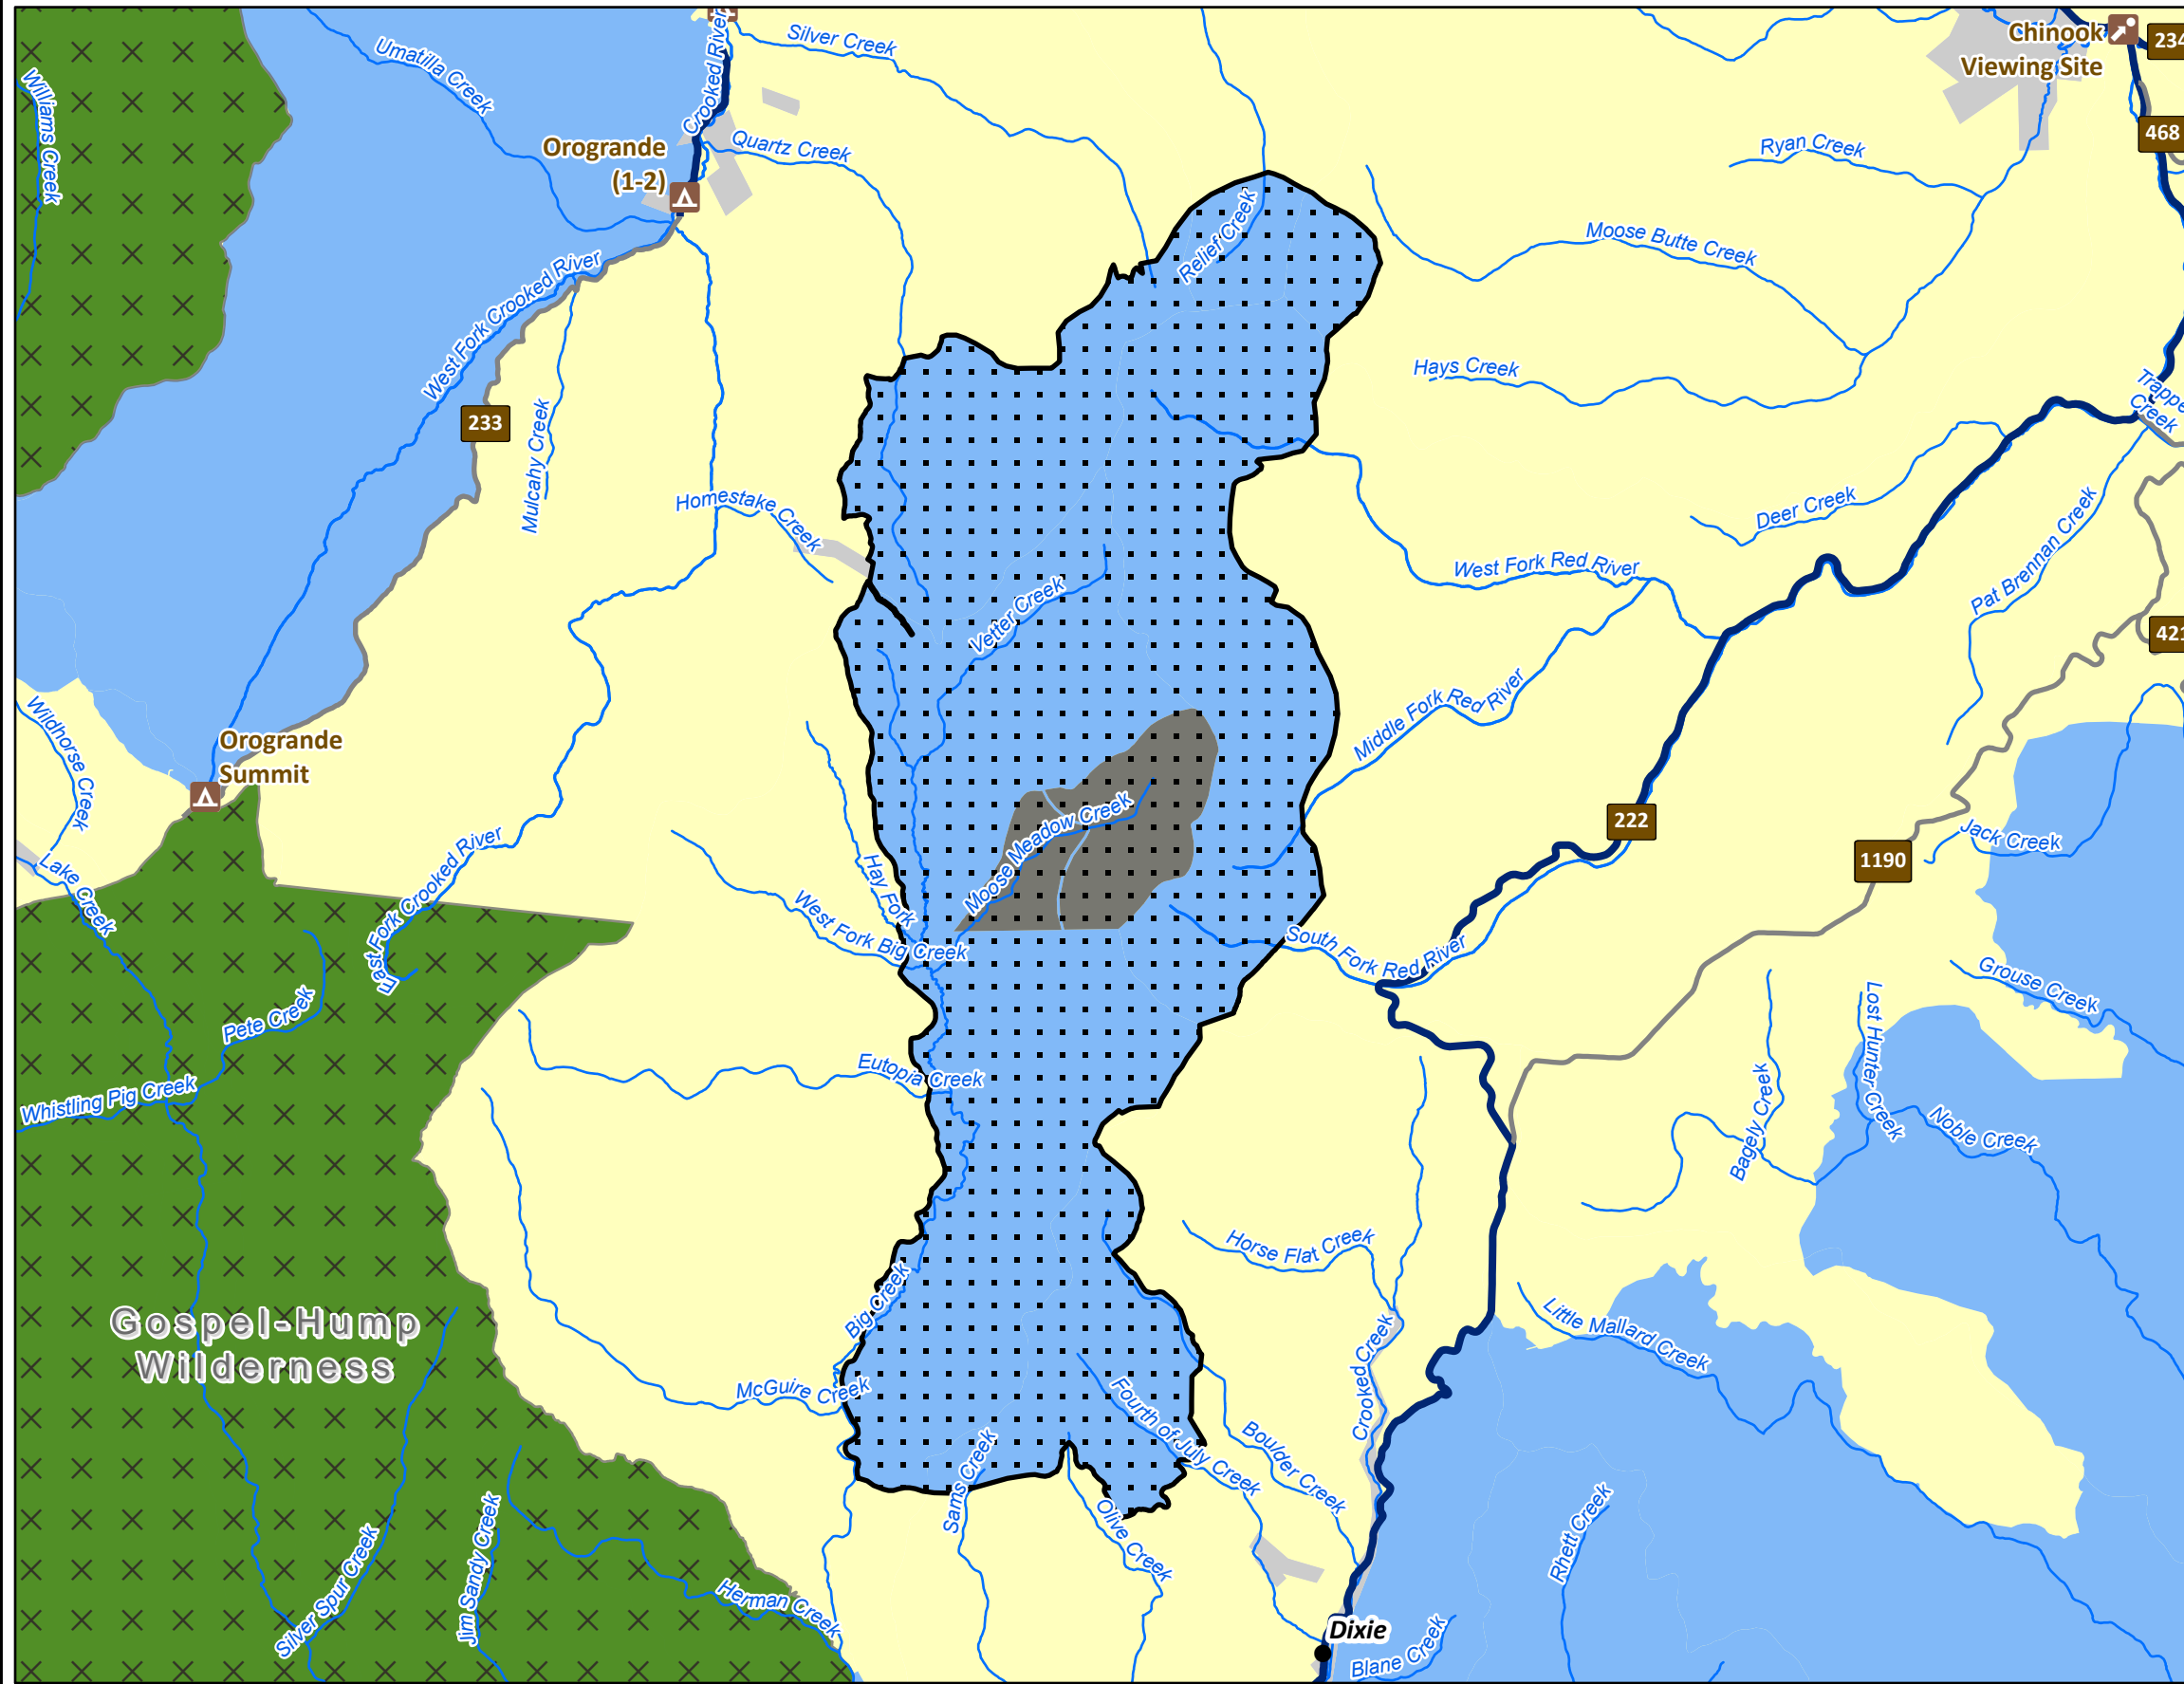 Umatilla Creek
Crooked River
Silver Creek
Chinook
Viewing Site
234
Williams Creek
Orogrande
(1-2)
Quartz Creek
Ryan Creek
468
Relief Creek
Moose Butte Creek
West Fork Crooked River
Hays Creek
233
Mulcahy Creek
Homestake Creek
Deer Creek
Pat Brennan Creek
West Fork Red River
Vetter Creek
421
Middle Fork Red River
Wildhorse Creek
Orogrande
Summit
Moose Meadow Creek
222
Jack Creek
1190
Lake Creek
East Fork Crooked River
Hay Fork
West Fork Big Creek
South Fork Red River
Grouse Creek
Pete Creek
Lost Hunter Creek
Whistling Pig Creek
Eutopia Creek
Bagely Creek
Noble Creek
Horse Flat Creek
Gospel-Hump
Wilderness
Big Creek
Crooked Creek
Little Mallard Creek
McGuire Creek
Fourth of July Creek
Boulder Creek
Sams Creek
Olive Creek
Rhett Creek
Silver Spur Creek
Jim Sandy Creek
Herman Creek
Dixie
Blane Creek